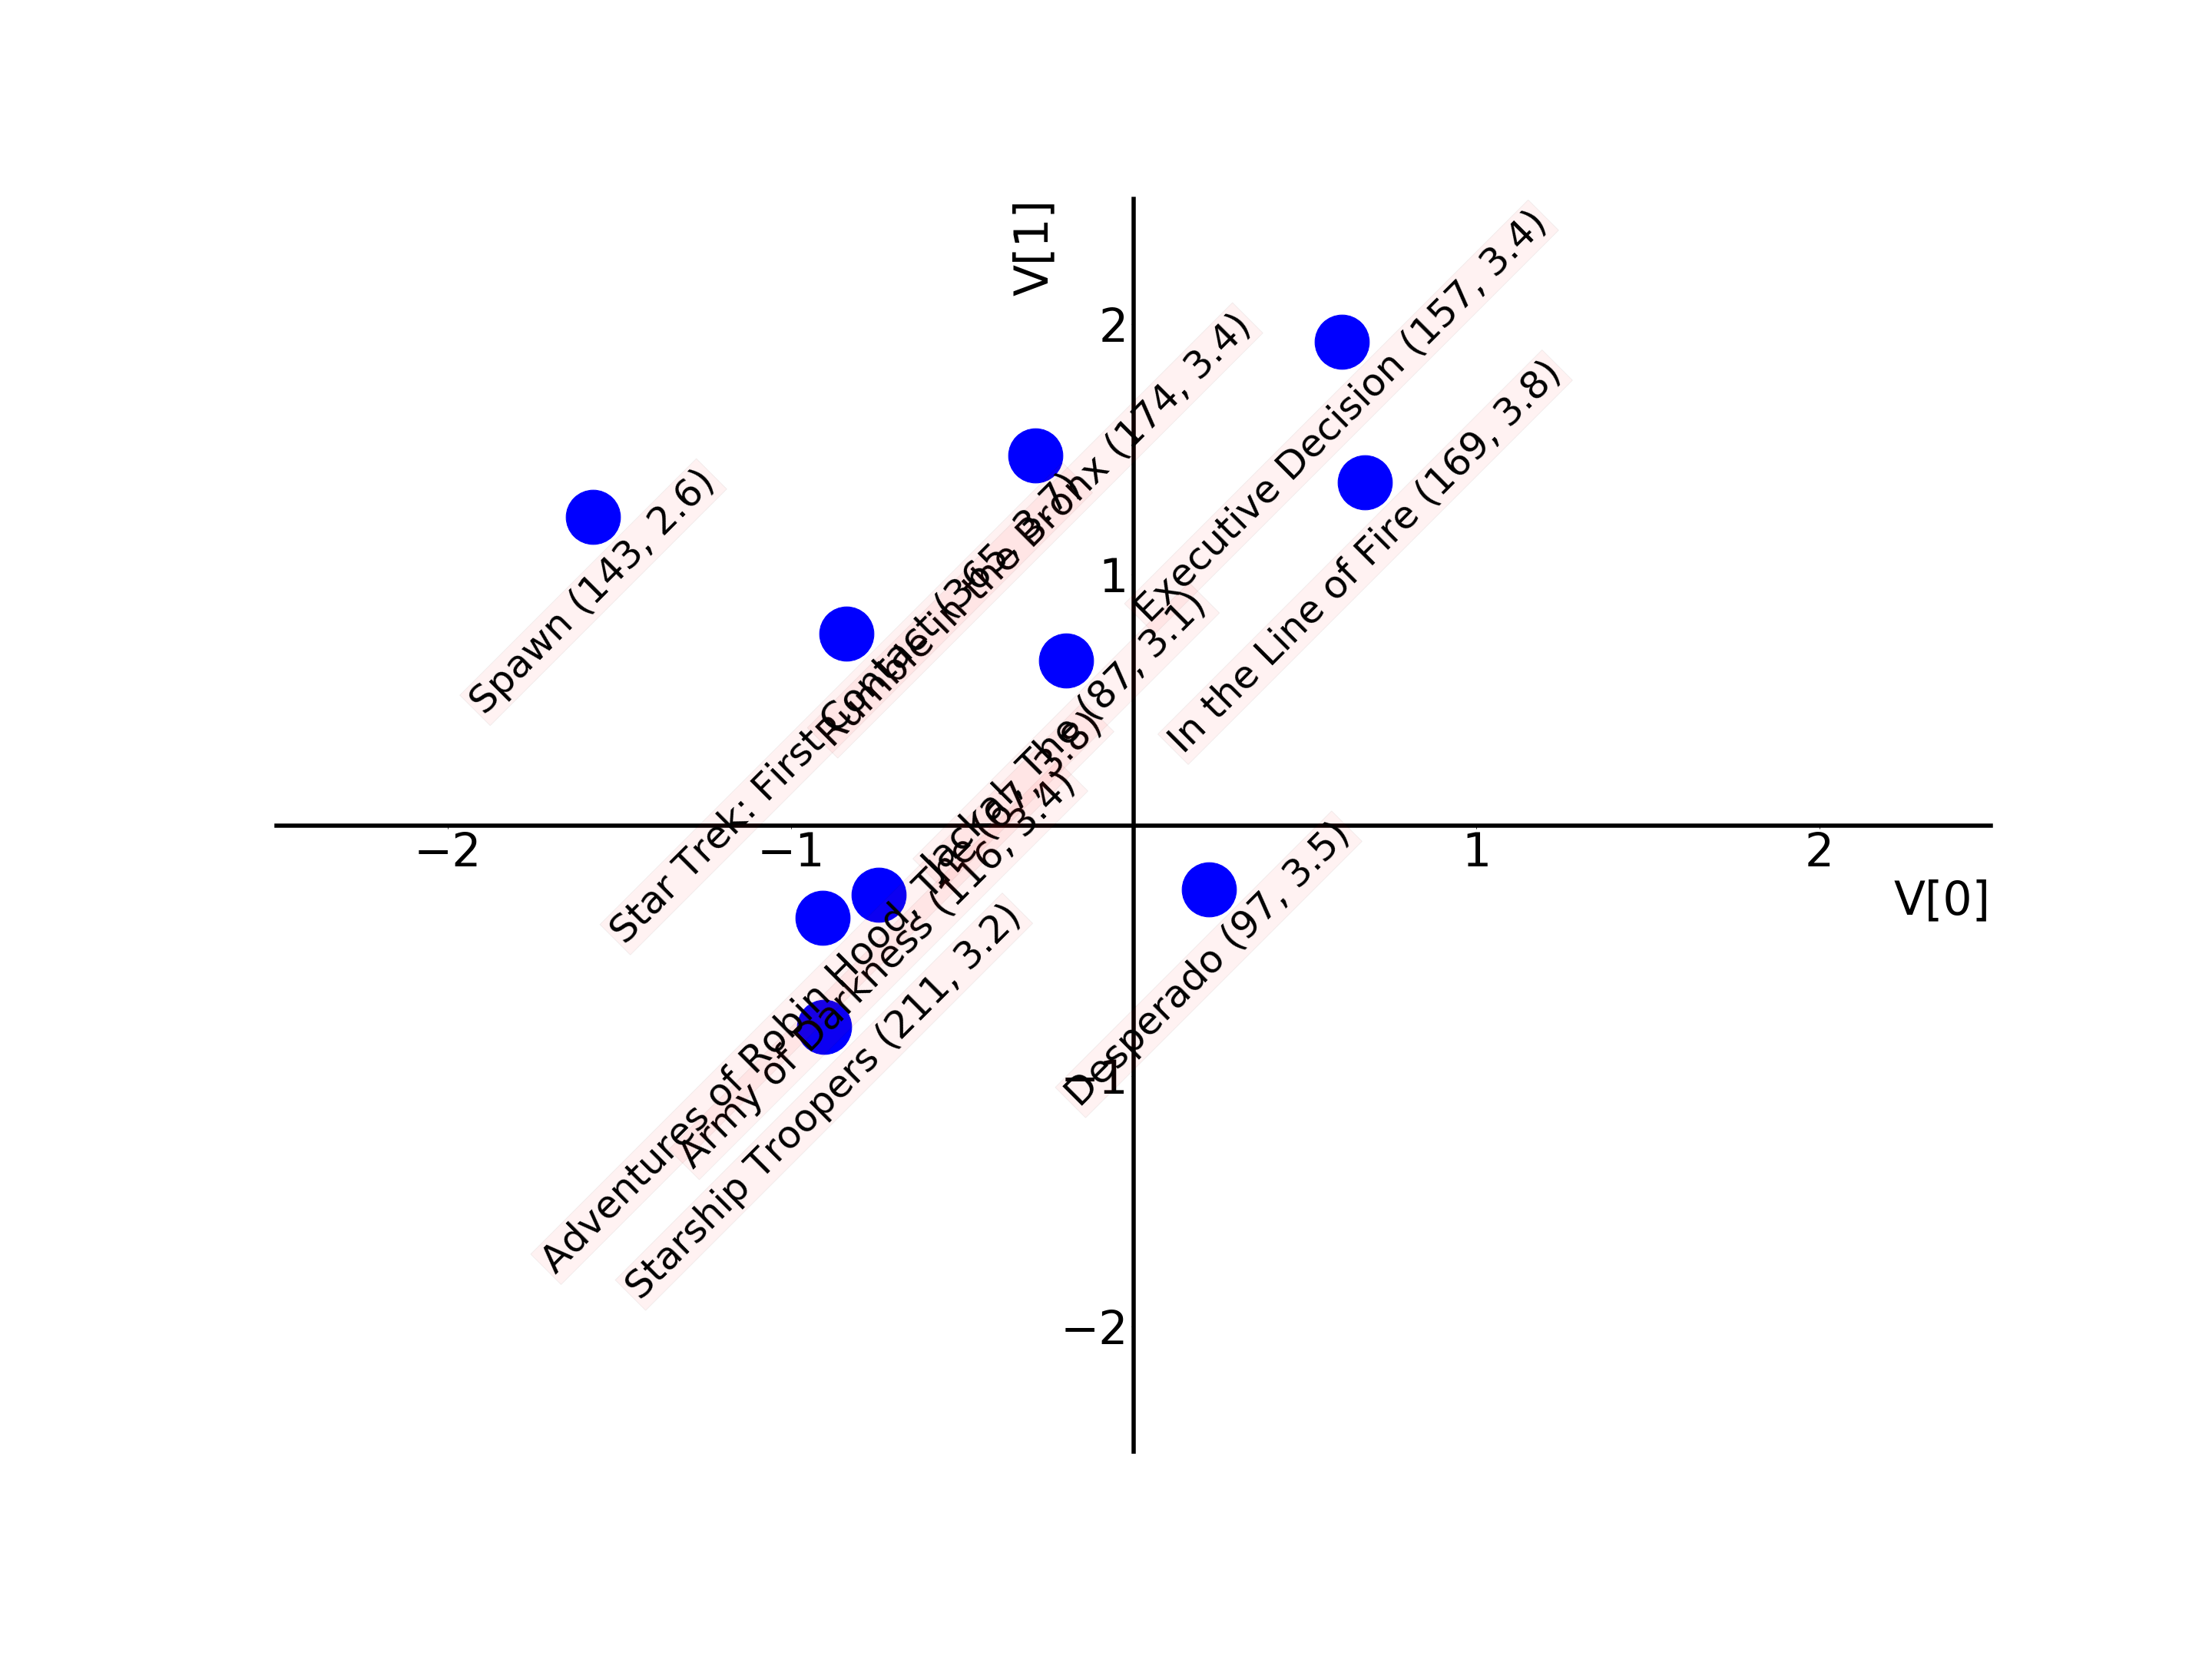 V[1]
Executive Decision (157, 3.4)
2
Rumble in the Bronx (174, 3.4)
In the Line of Fire (169, 3.8)
Spawn (143, 2.6)
1
Star Trek: First Contact (365, 3.7)
Jackal, The (87, 3.1)
−2
−1
1
2
V[0]
Adventures of Robin Hood, The (67, 3.8)
Army of Darkness (116, 3.4)
Desperado (97, 3.5)
Starship Troopers (211, 3.2)
−1
−2